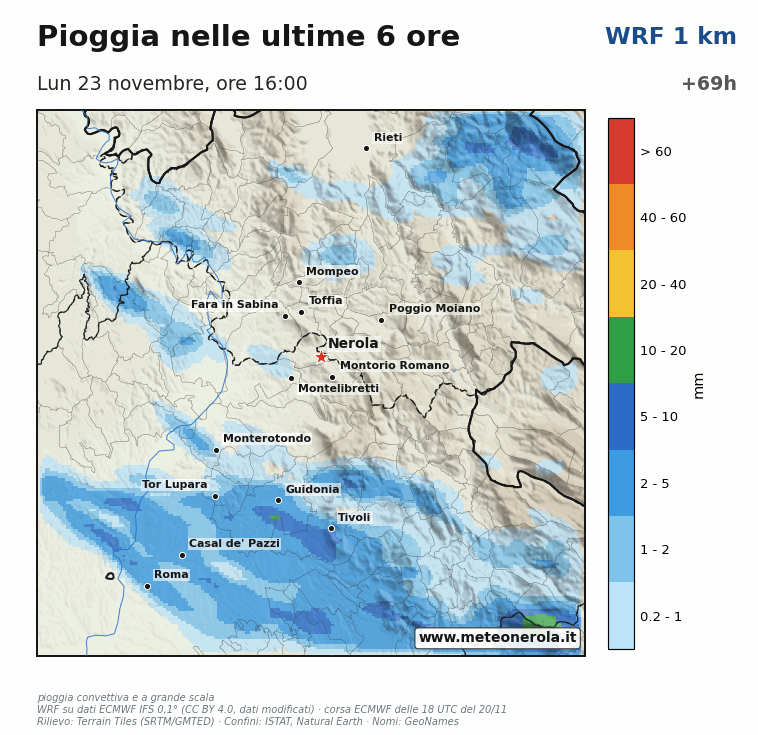 Pioggia nelle ultime 6 ore
WRF 1 km
Lun 23 novembre, ore 16:00
+69h
Rieti
> 60
40 - 60
Mompeo
20 - 40
Fara in Sabina
Toffia
Poggio Moiano
Nerola
10 - 20
Montorio Romano
Montelibretti
mm
5 - 10
Monterotondo
Tor Lupara
Guidonia
2 - 5
Tivoli
Casal de' Pazzi
1 - 2
Roma
0.2 - 1
www.meteonerola.it
pioggia convettiva e a grande scala
WRF su dati ECMWF IFS 0,1° (CC BY 4.0, dati modificati) · corsa ECMWF delle 18 UTC del 20/11
Rilievo: Terrain Tiles (SRTM/GMTED) · Confini: ISTAT, Natural Earth · Nomi: GeoNames